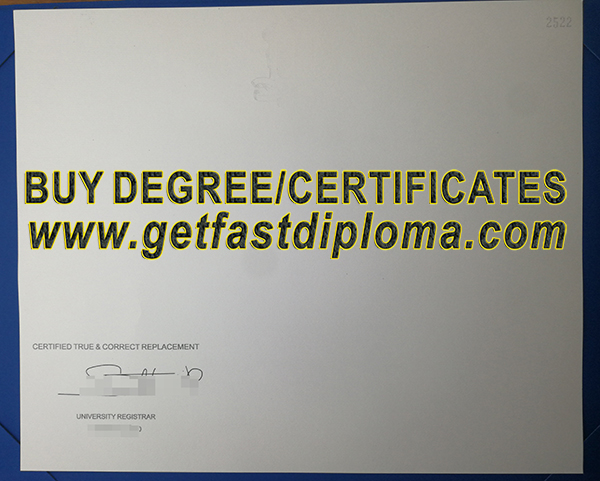 2522
BUY DEGREE/CERTIFICATES
www.getfastdiploma.com
CERTIFIED TRUE & CORRECT REPLACEMENT
UNIVERSITY REGISTRAR